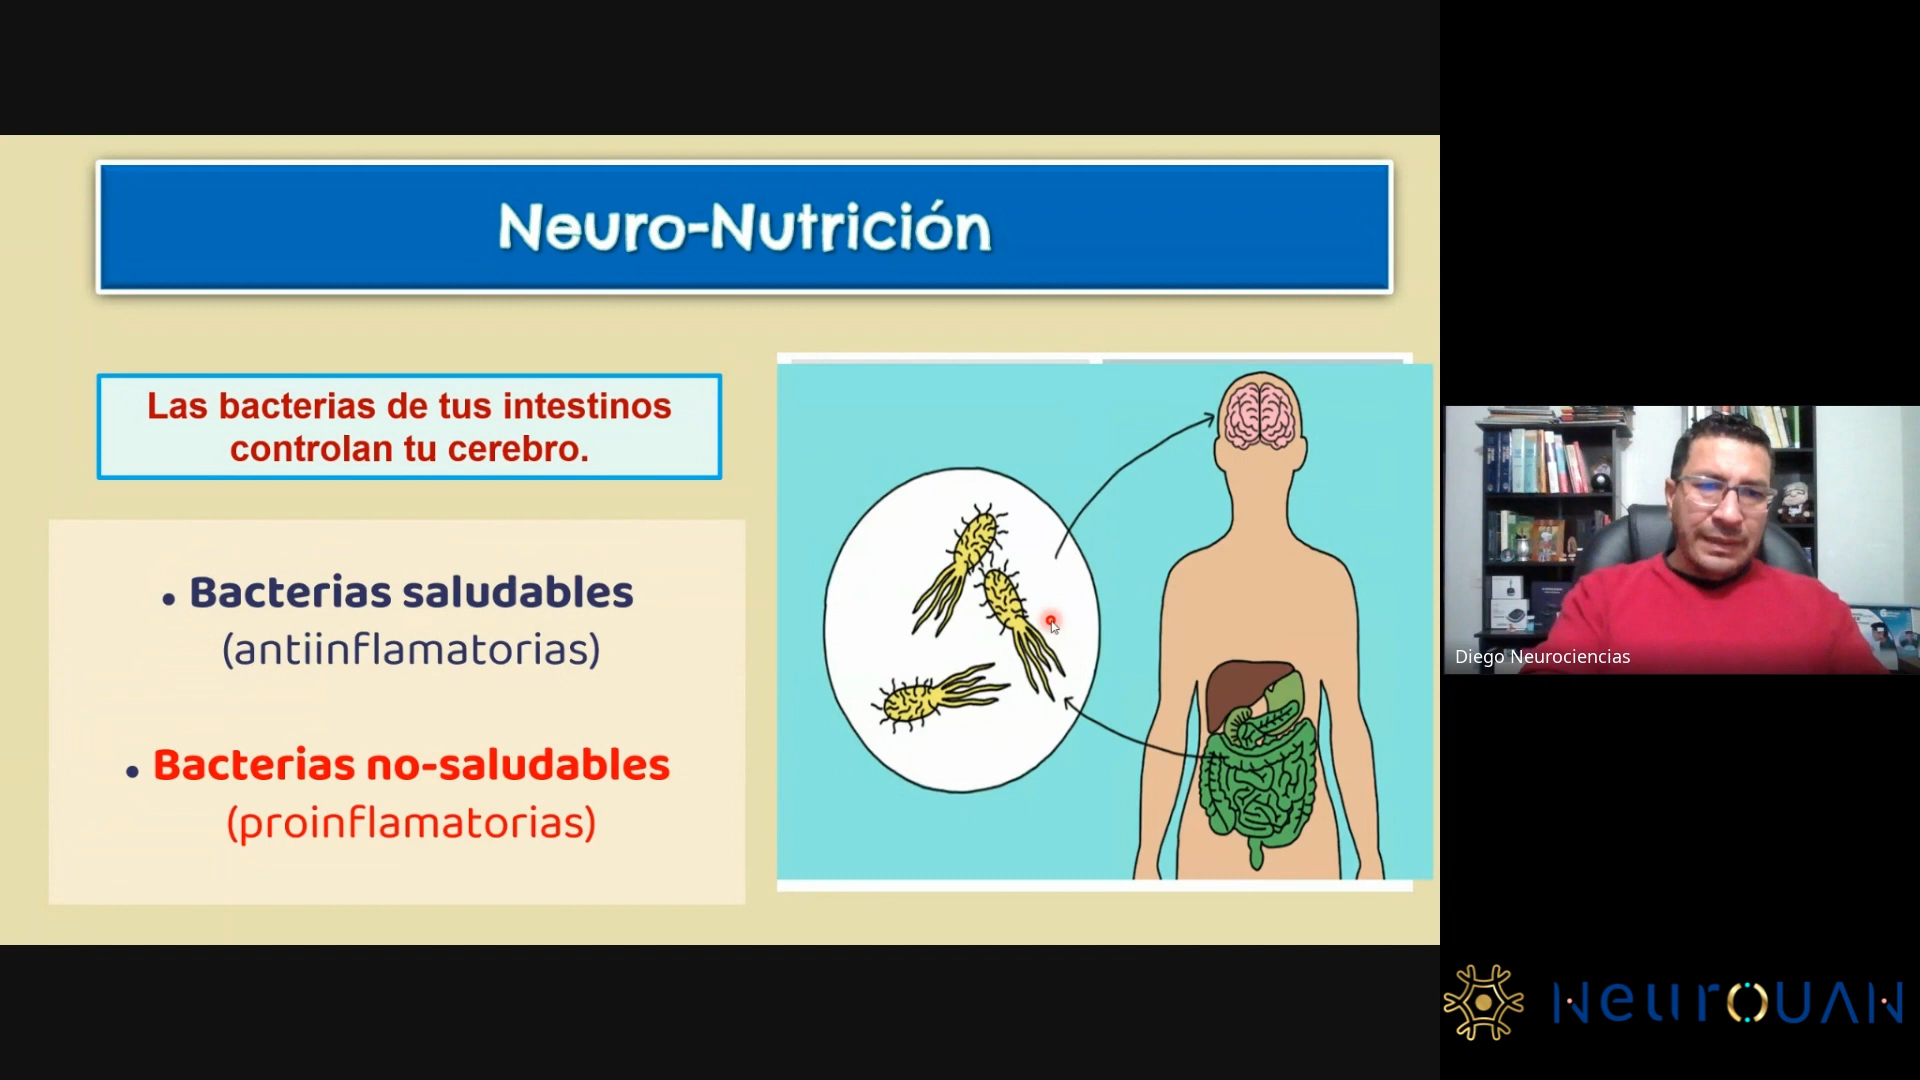 Neuro-Nutrición
Las bacterias de tus intestinos
controlan tu cerebro.
• Bacterias saludables
(antiinflamatorias)
• Bacterias no-saludables
(proinflamatorias)
Diego Neurociencias
NeurOUAN